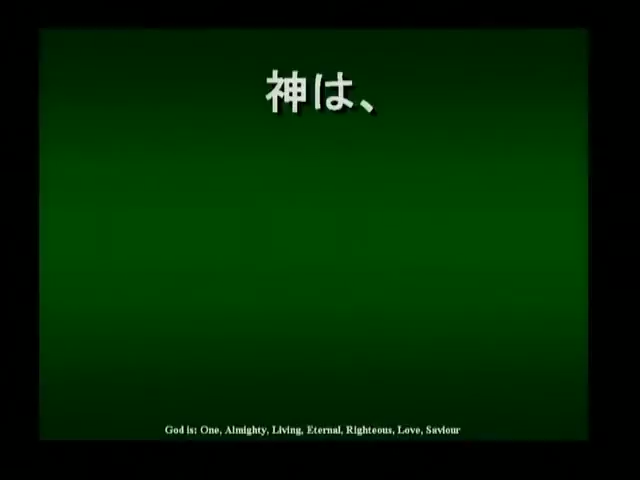 神は、
God is: One, Almighty, Living, Eternal, Righteous, Love, Saviour